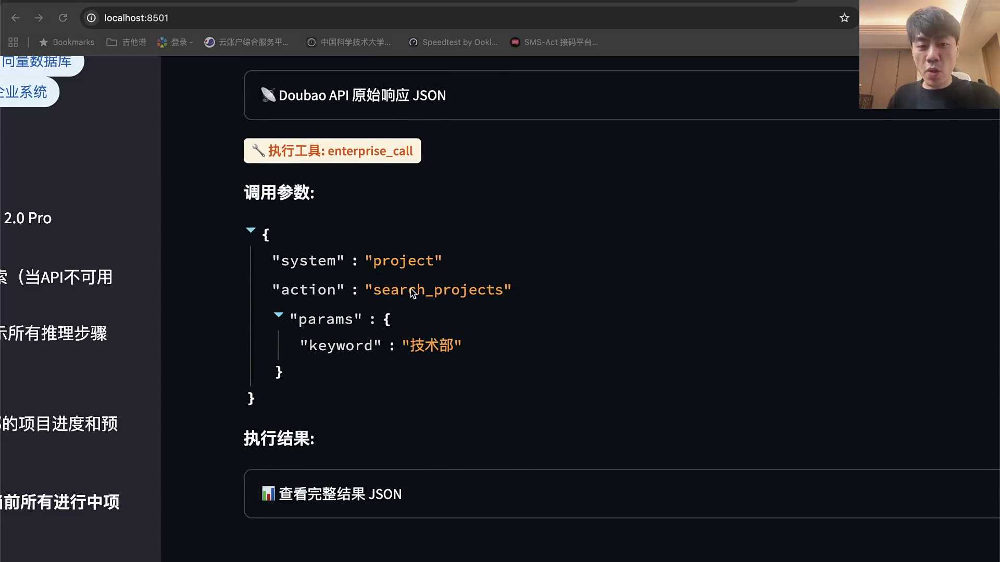 localhost:8501
Bookmarks
吉他谱
登录 -
云账户综合服务平...
中国科学技术大学...
Speedtest by Ookl...
SMS-Act 接码平台...
向量数据库
企业系统
2.0 Pro
索（当API不可用
示所有推理步骤
的项目进度和预
当前所有进行中项
Doubao API 原始响应 JSON
执行工具: enterprise_call
调用参数:
{
"system" : "project"
"action" : "search_projects"
"params" : {
"keyword" : "技术部"
}
}
执行结果:
查看完整结果 JSON